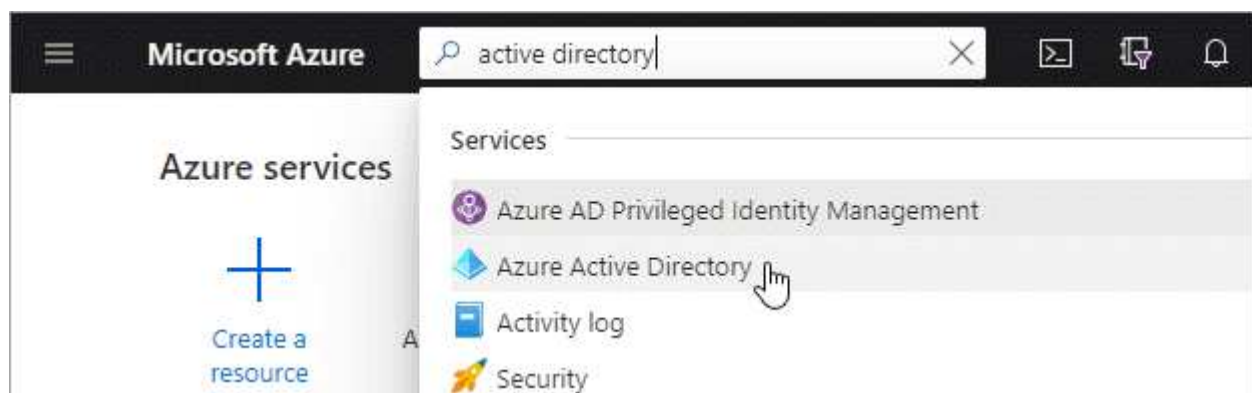 Microsoft Azure
active directory
Services
Azure services
Azure AD Privileged Identity Management
Azure Active Directory
Activity log
Security
Create a
resource
A